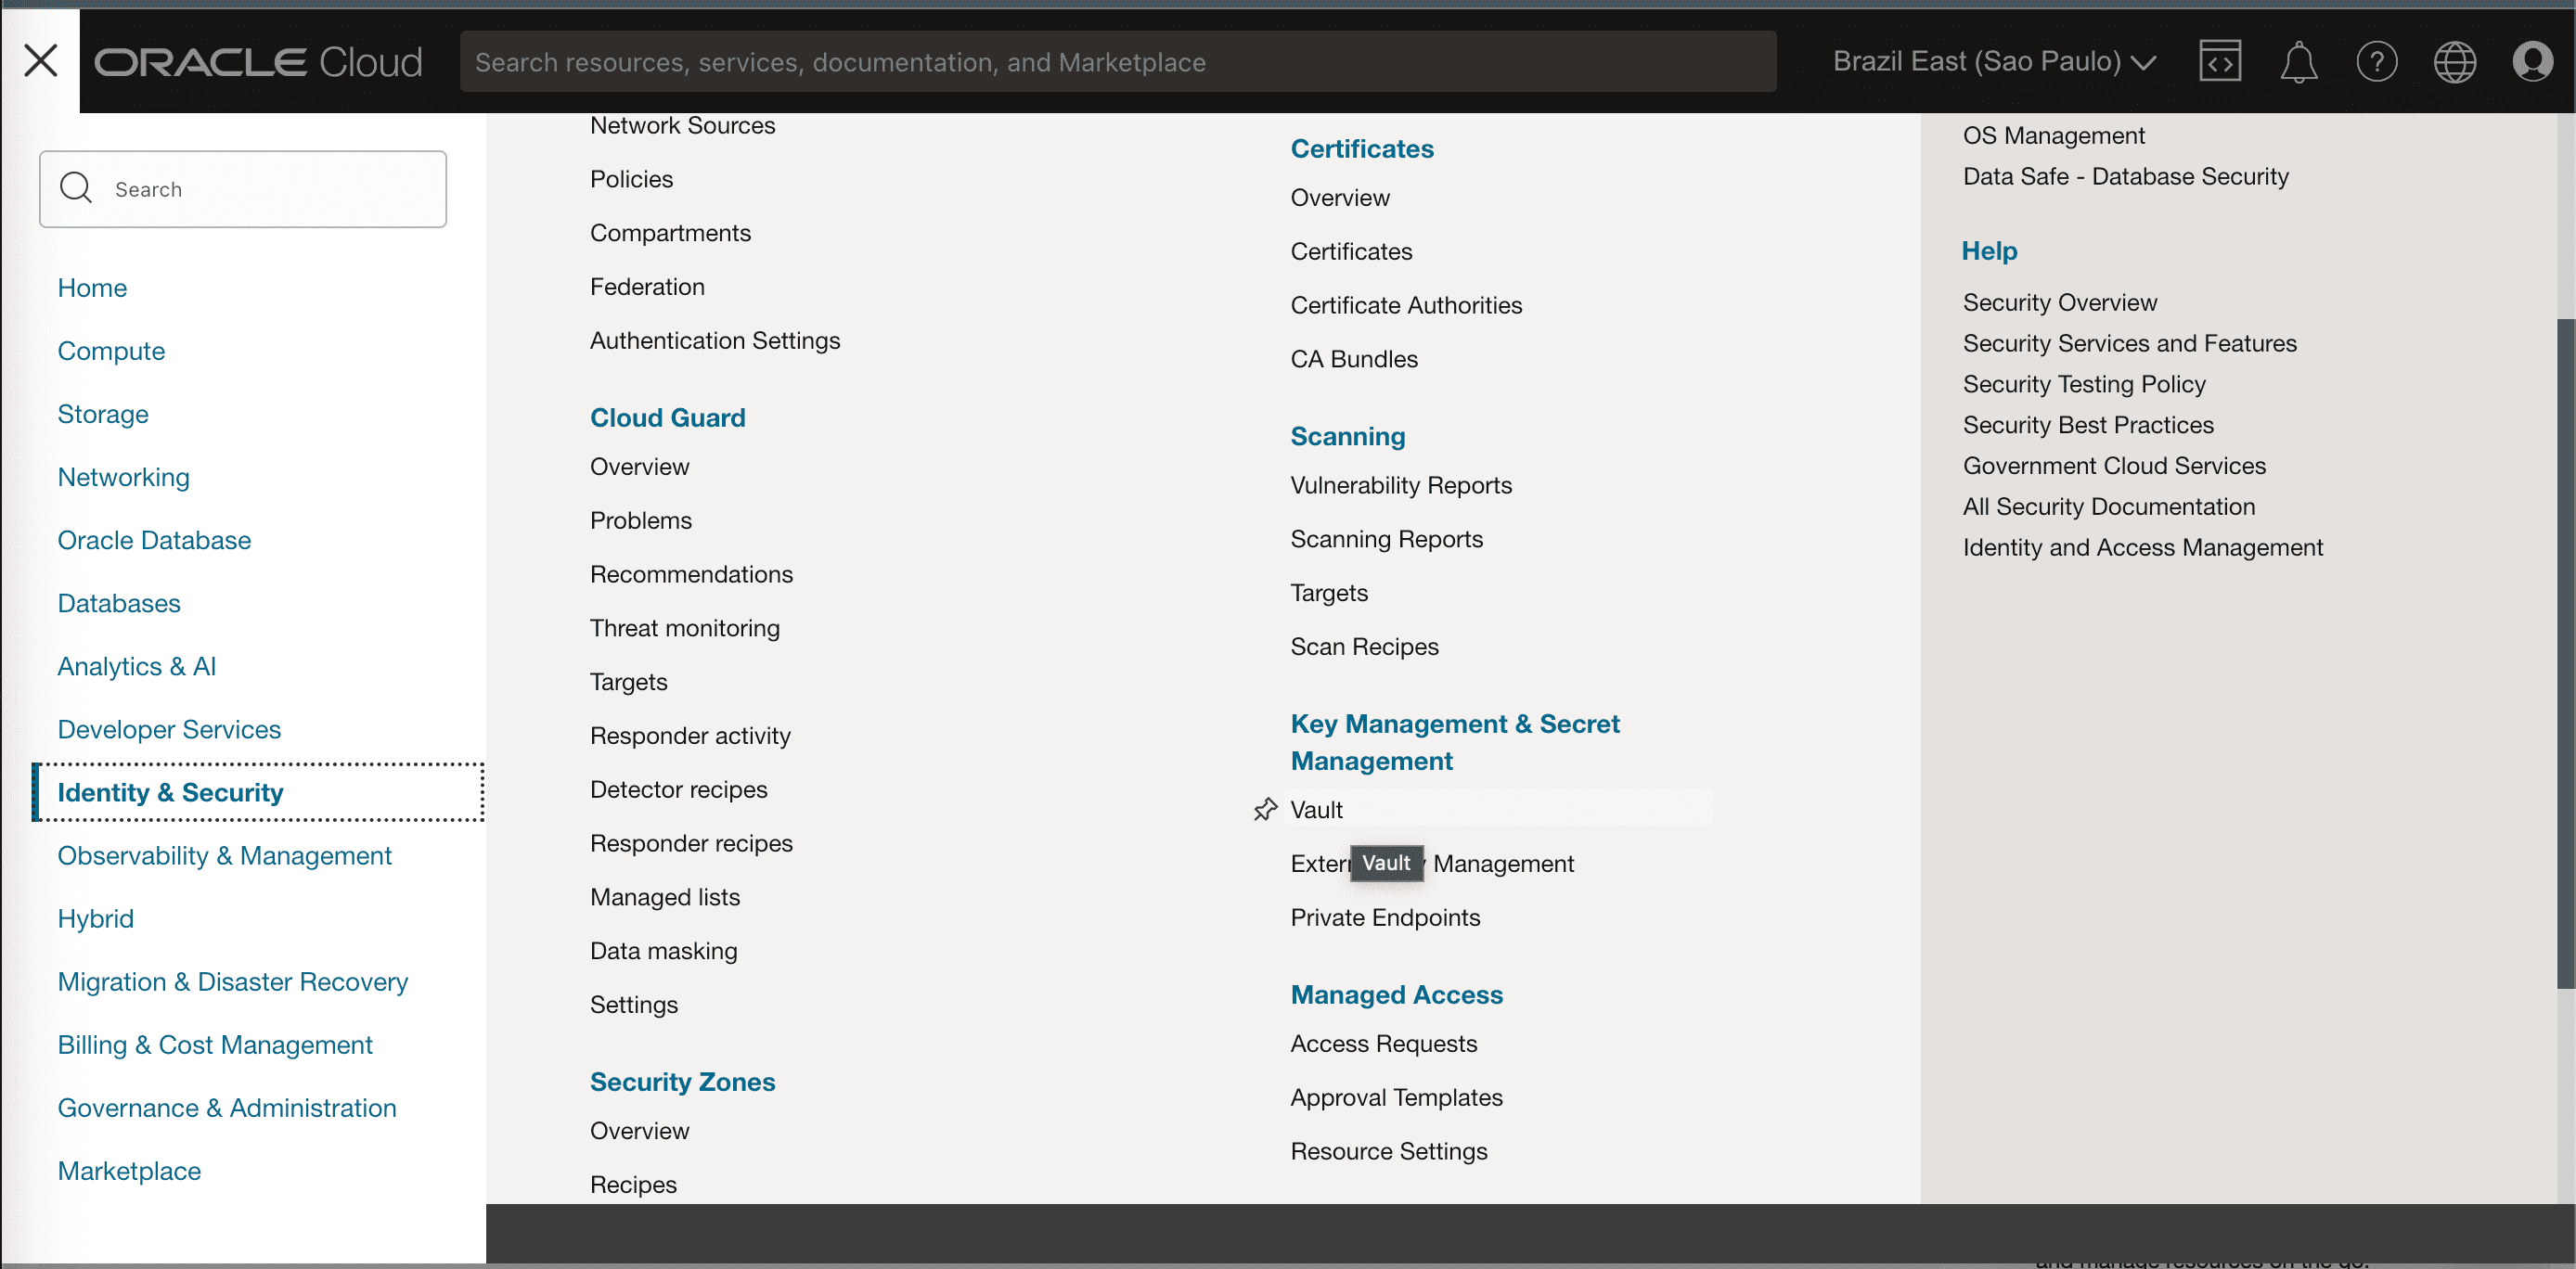 ORACLE Cloud
Search resources, services, documentation, and Marketplace
Brazil East (Sao Paulo)
Search
Home
Compute
Storage
Networking
Oracle Database
Databases
Analytics & AI
Developer Services
Identity & Security
Observability & Management
Hybrid
Migration & Disaster Recovery
Billing & Cost Management
Governance & Administration
Marketplace
Network Sources
Policies
Compartments
Federation
Authentication Settings
Cloud Guard
Overview
Problems
Recommendations
Threat monitoring
Targets
Responder activity
Detector recipes
Responder recipes
Managed lists
Data masking
Settings
Security Zones
Overview
Recipes
Certificates
Overview
Certificates
Certificate Authorities
CA Bundles
Scanning
Vulnerability Reports
Scanning Reports
Targets
Scan Recipes
Key Management & Secret
Management
Vault
Vault
Management
Private Endpoints
Managed Access
Access Requests
Approval Templates
Resource Settings
OS Management
Data Safe - Database Security
Help
Security Overview
Security Services and Features
Security Testing Policy
Security Best Practices
Government Cloud Services
All Security Documentation
Identity and Access Management
and manage resources on the go.